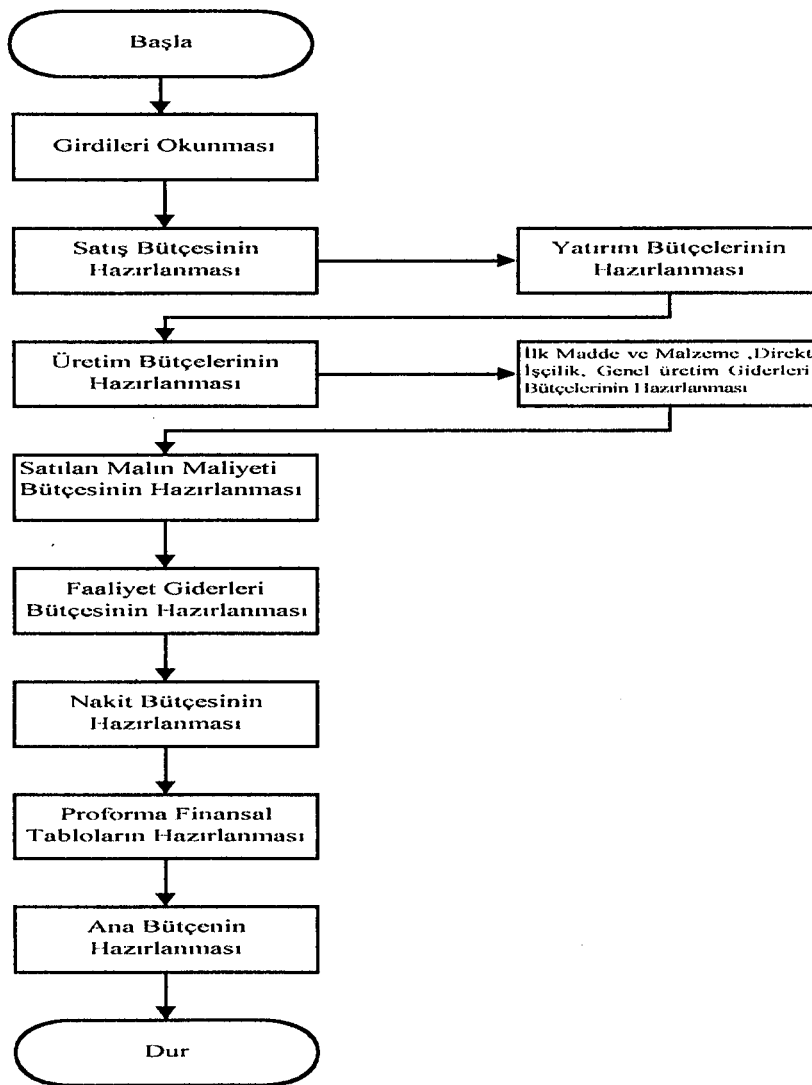 Başla
Girdileri Okunması
Satış Bütçesinin
Hazırlanması
Yatırım Bütçelerinin
Hazırlanması
Üretim Bütçelerinin
Hazırlanması
İlk Madde ve Malzeme ,Direkt
İşçilik, Genel üretim Giderleri
Bütçelerinin Hazırlanması
Satılan Malın Maliyeti
Bütçesinin Hazırlanması
Faaliyet Giderleri
Bütçesinin Hazırlanması
Nakit Bütçesinin
Hazırlanması
Proforma Finansal
Tabloların Hazırlanması
Ana Bütçenin
Hazırlanması
Dur